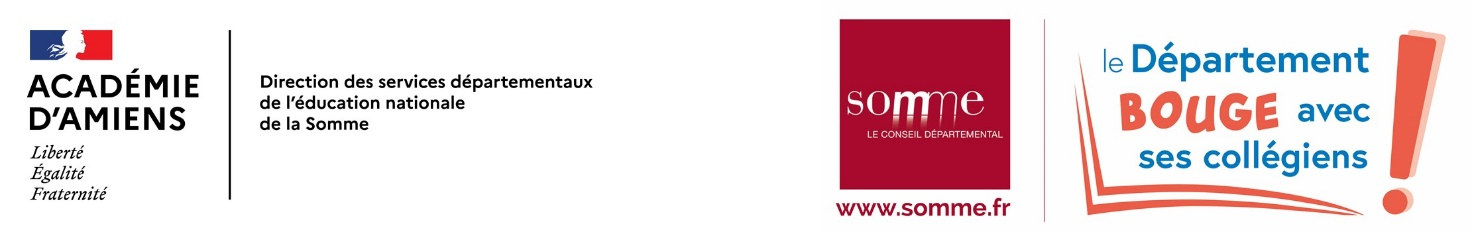 ACADÉMIE
D'AMIENS
Liberté
Égalité
Fraternité
Direction des services départementaux
de l'éducation nationale
de la Somme
somme
LE CONSEIL DÉPARTEMENTAL
www.somme.fr
le Département
BOUGE avec
ses collégiens !